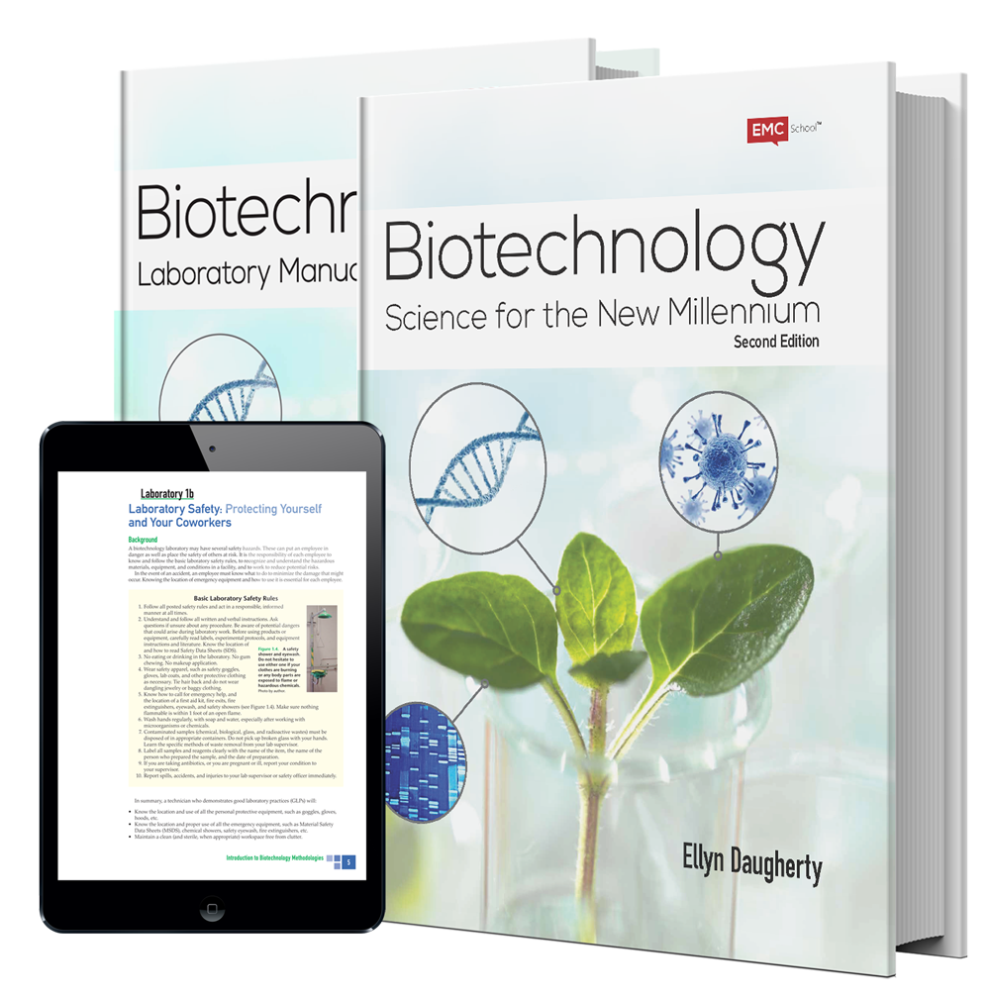 Biotechn
Laboratory Manua
EMC School™
Biotechnology
Science for the New Millennium
Second Edition
Ellyn Daugherty
Laboratory 1b
Laboratory Safety: Protecting Yourself
and Your Coworkers
Background
A biotechnology laboratory may have several safety hazards. These can put an employee in
danger as well as place the safety of others at risk. It is the responsibility of each employee to
know and follow the basic laboratory safety rules, to recognize and understand the hazardous
materials, equipment, and conditions in a facility, and to work to reduce potential risks.
In the event of an accident, an employee must know what to do to minimize the damage that might
occur. Knowing the location of emergency equipment and how to use it is essential for each employee.
Basic Laboratory Safety Rules
1. Follow all posted safety rules and act in a responsible, informed
manner at all times.
2. Understand and follow all written and verbal instructions. Ask
questions if unsure about any procedure. Be aware of potential dangers
that could arise during laboratory work. Before using products or
equipment, carefully read labels, experimental protocols, and equipment
instructions and literature. Know the location of
and how to read Safety Data Sheets (SDS).
3. No eating or drinking in the laboratory. No gum
chewing. No makeup application.
4. Wear safety apparel, such as safety goggles,
gloves, lab coats, and other protective clothing
as necessary. Tie hair back and do not wear
dangling jewelry or baggy clothing.
5. Know how to call for emergency help, and
the location of a first aid kit, fire exits, fire
extinguishers, eyewash, and safety showers (see Figure 1.4). Make sure nothing
flammable is within 1 foot of an open flame.
6. Wash hands regularly, with soap and water, especially after working with
microorganisms or chemicals.
7. Contaminated samples (chemical, biological, glass, and radioactive wastes) must be
disposed of in appropriate containers. Do not pick up broken glass with your hands.
Learn the specific methods of waste removal from your lab supervisor.
8. Label all samples and reagents clearly with the name of the item, the name of the
person who prepared the sample, and the date of preparation.
9. If you are taking antibiotics, or you are pregnant or ill, report your condition to
your supervisor.
10. Report spills, accidents, and injuries to your lab supervisor or safety officer immediately.
Figure 1.4. A safety
shower and eyewash.
Do not hesitate to
use either one if your
clothes are burning
or any body parts are
exposed to flame or
hazardous chemicals.
Photo by author.
In summary, a technician who demonstrates good laboratory practices (GLPs) will:
• Know the location and use of all the personal protective equipment, such as goggles, gloves,
hoods, etc.
• Know the location and proper use of all the emergency equipment, such as Material Safety
Data Sheets (MSDS), chemical showers, safety eyewash, fire extinguishers, etc.
• Maintain a clean (and sterile, when appropriate) workspace free from clutter.
Introduction to Biotechnology Methodologies 5